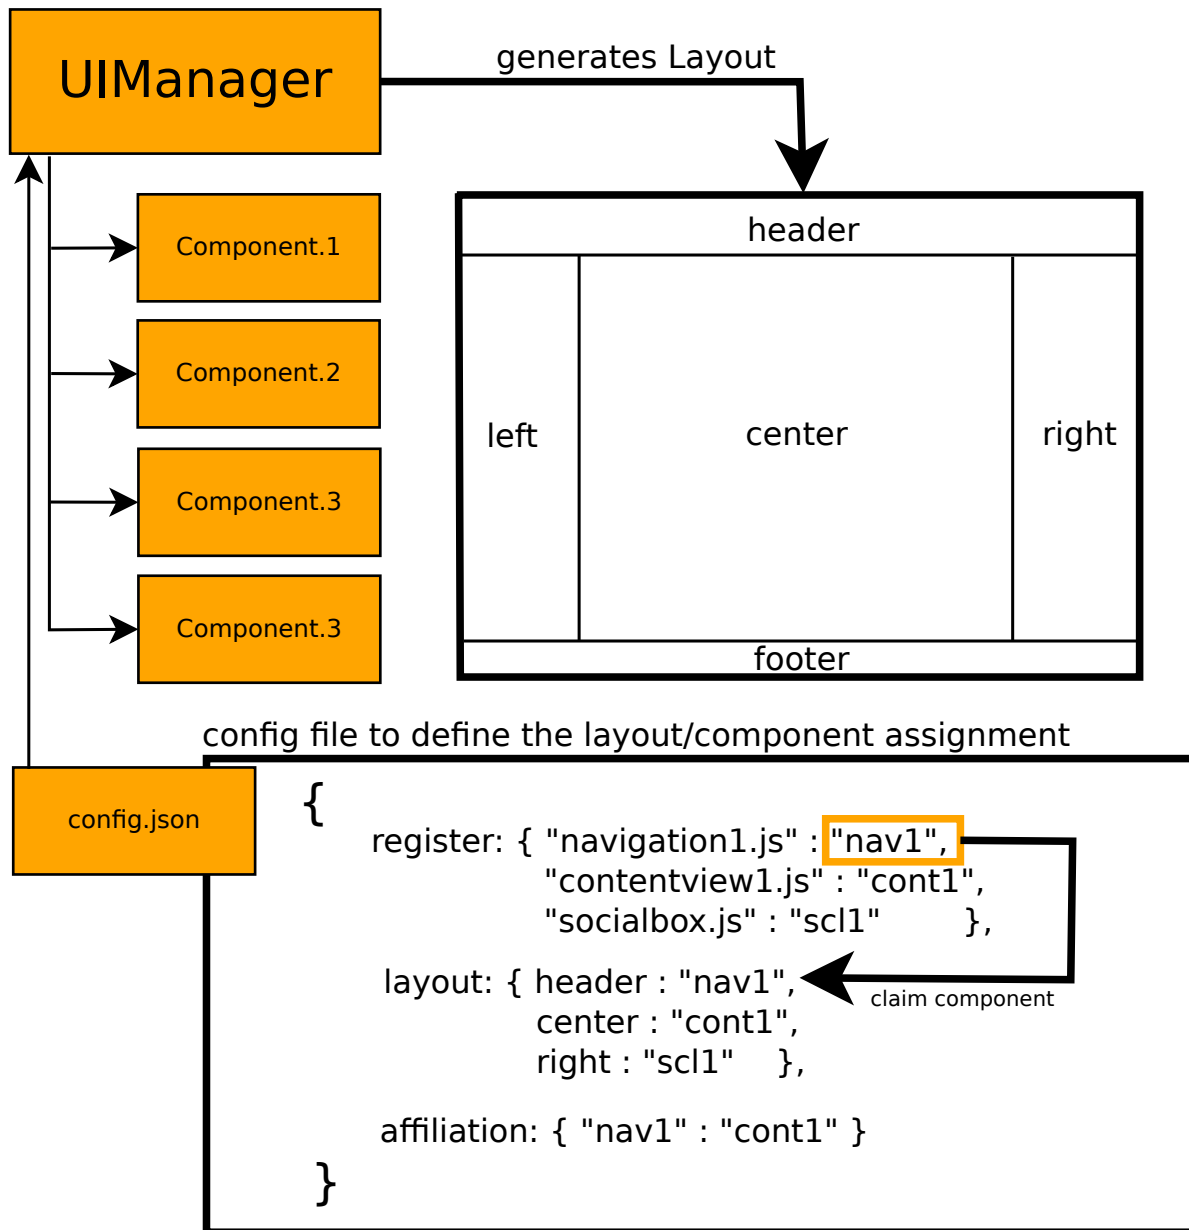 UIManager
generates Layout
Component.1
Component.2
Component.3
Component.3
header
left
center
right
footer
config file to define the layout/component assignment
config.json
{
register: { "navigation1.js" : "nav1",
"contentview1.js" : "cont1",
"socialbox.js" : "scl1" },
layout: { header : "nav1",
claim component
center : "cont1",
right : "scl1" },
affiliation: { "nav1" : "cont1" }
}